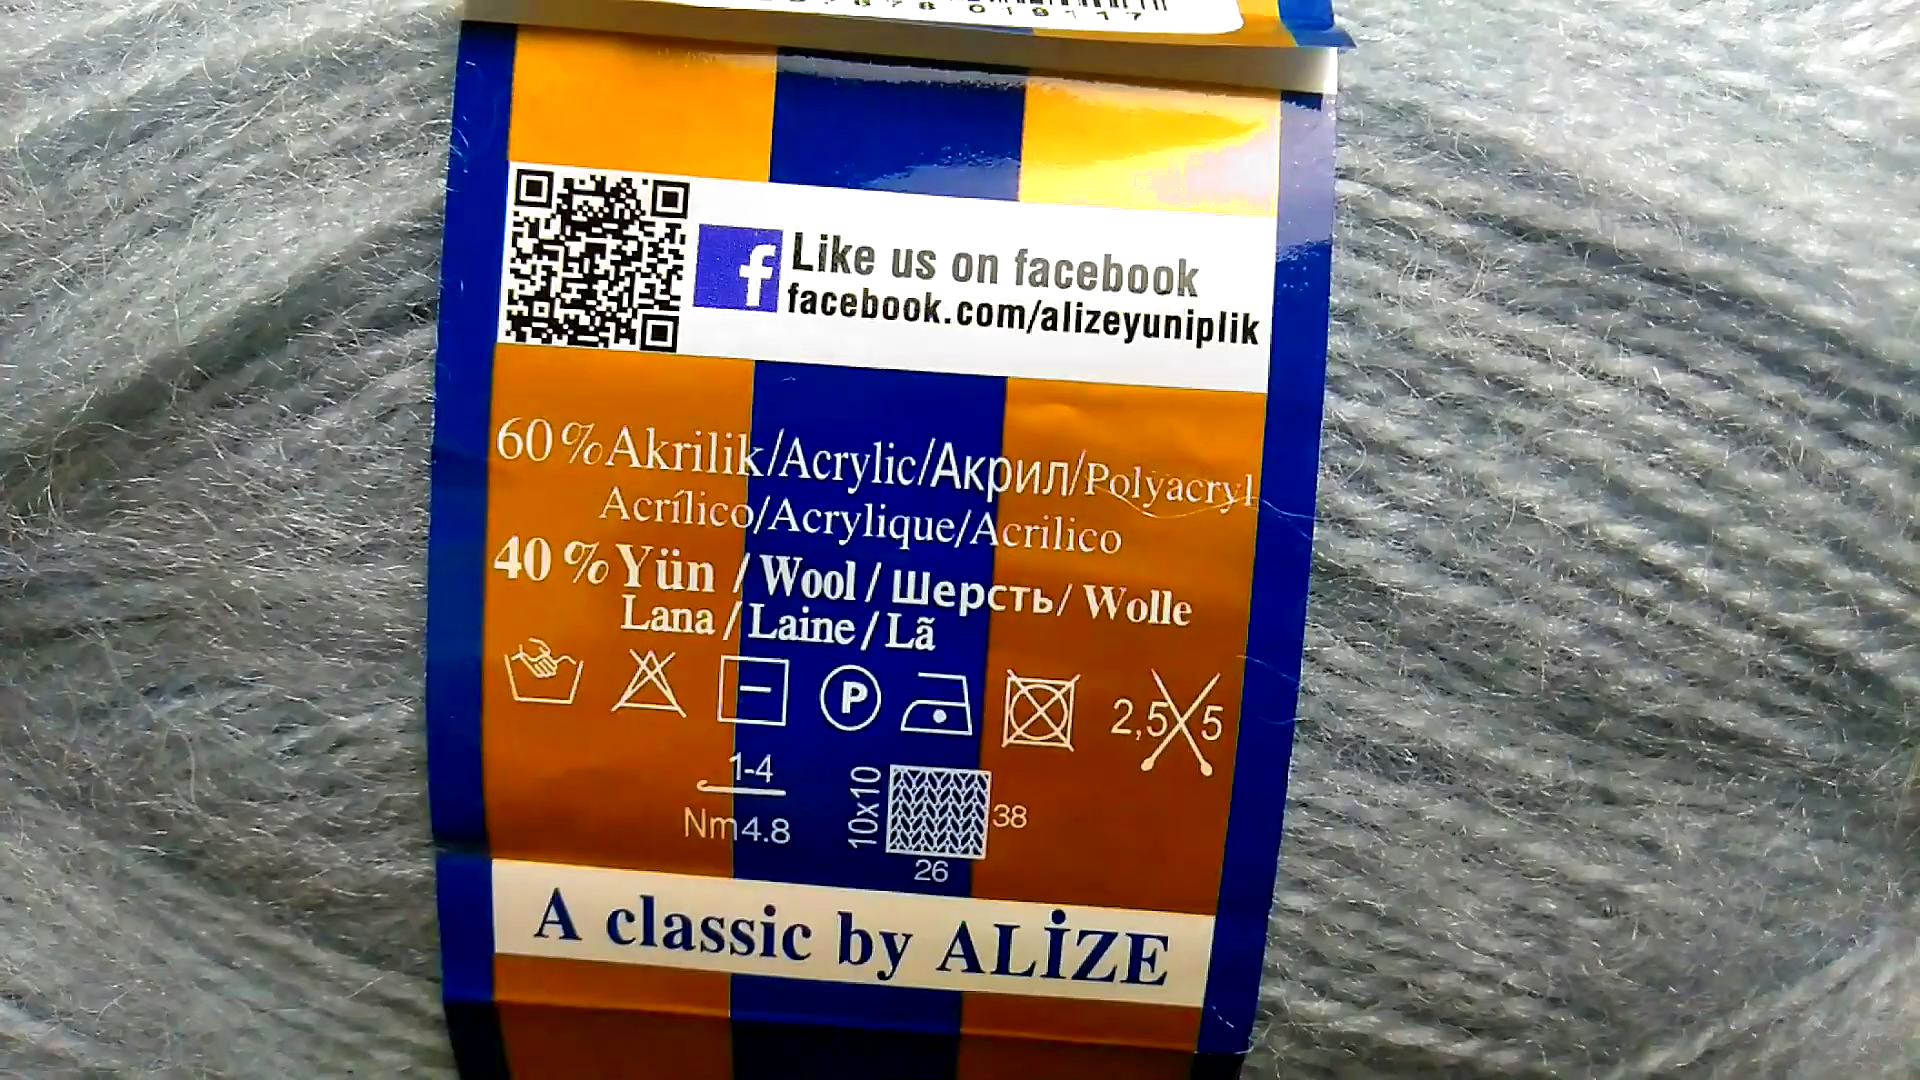 Like us on facebook
facebook.com/alizeyuniplik
60%Akrilik/Acrylic/Акрил/Polyacryl
Acrílico/Acrylique/Acrilico
40%Yün / Wool / Шерсть / Wolle
Lana / Laine / Lã
P
2,5 5
1-4
Nm4.8
10x10
38
26
A classic by ALİZE